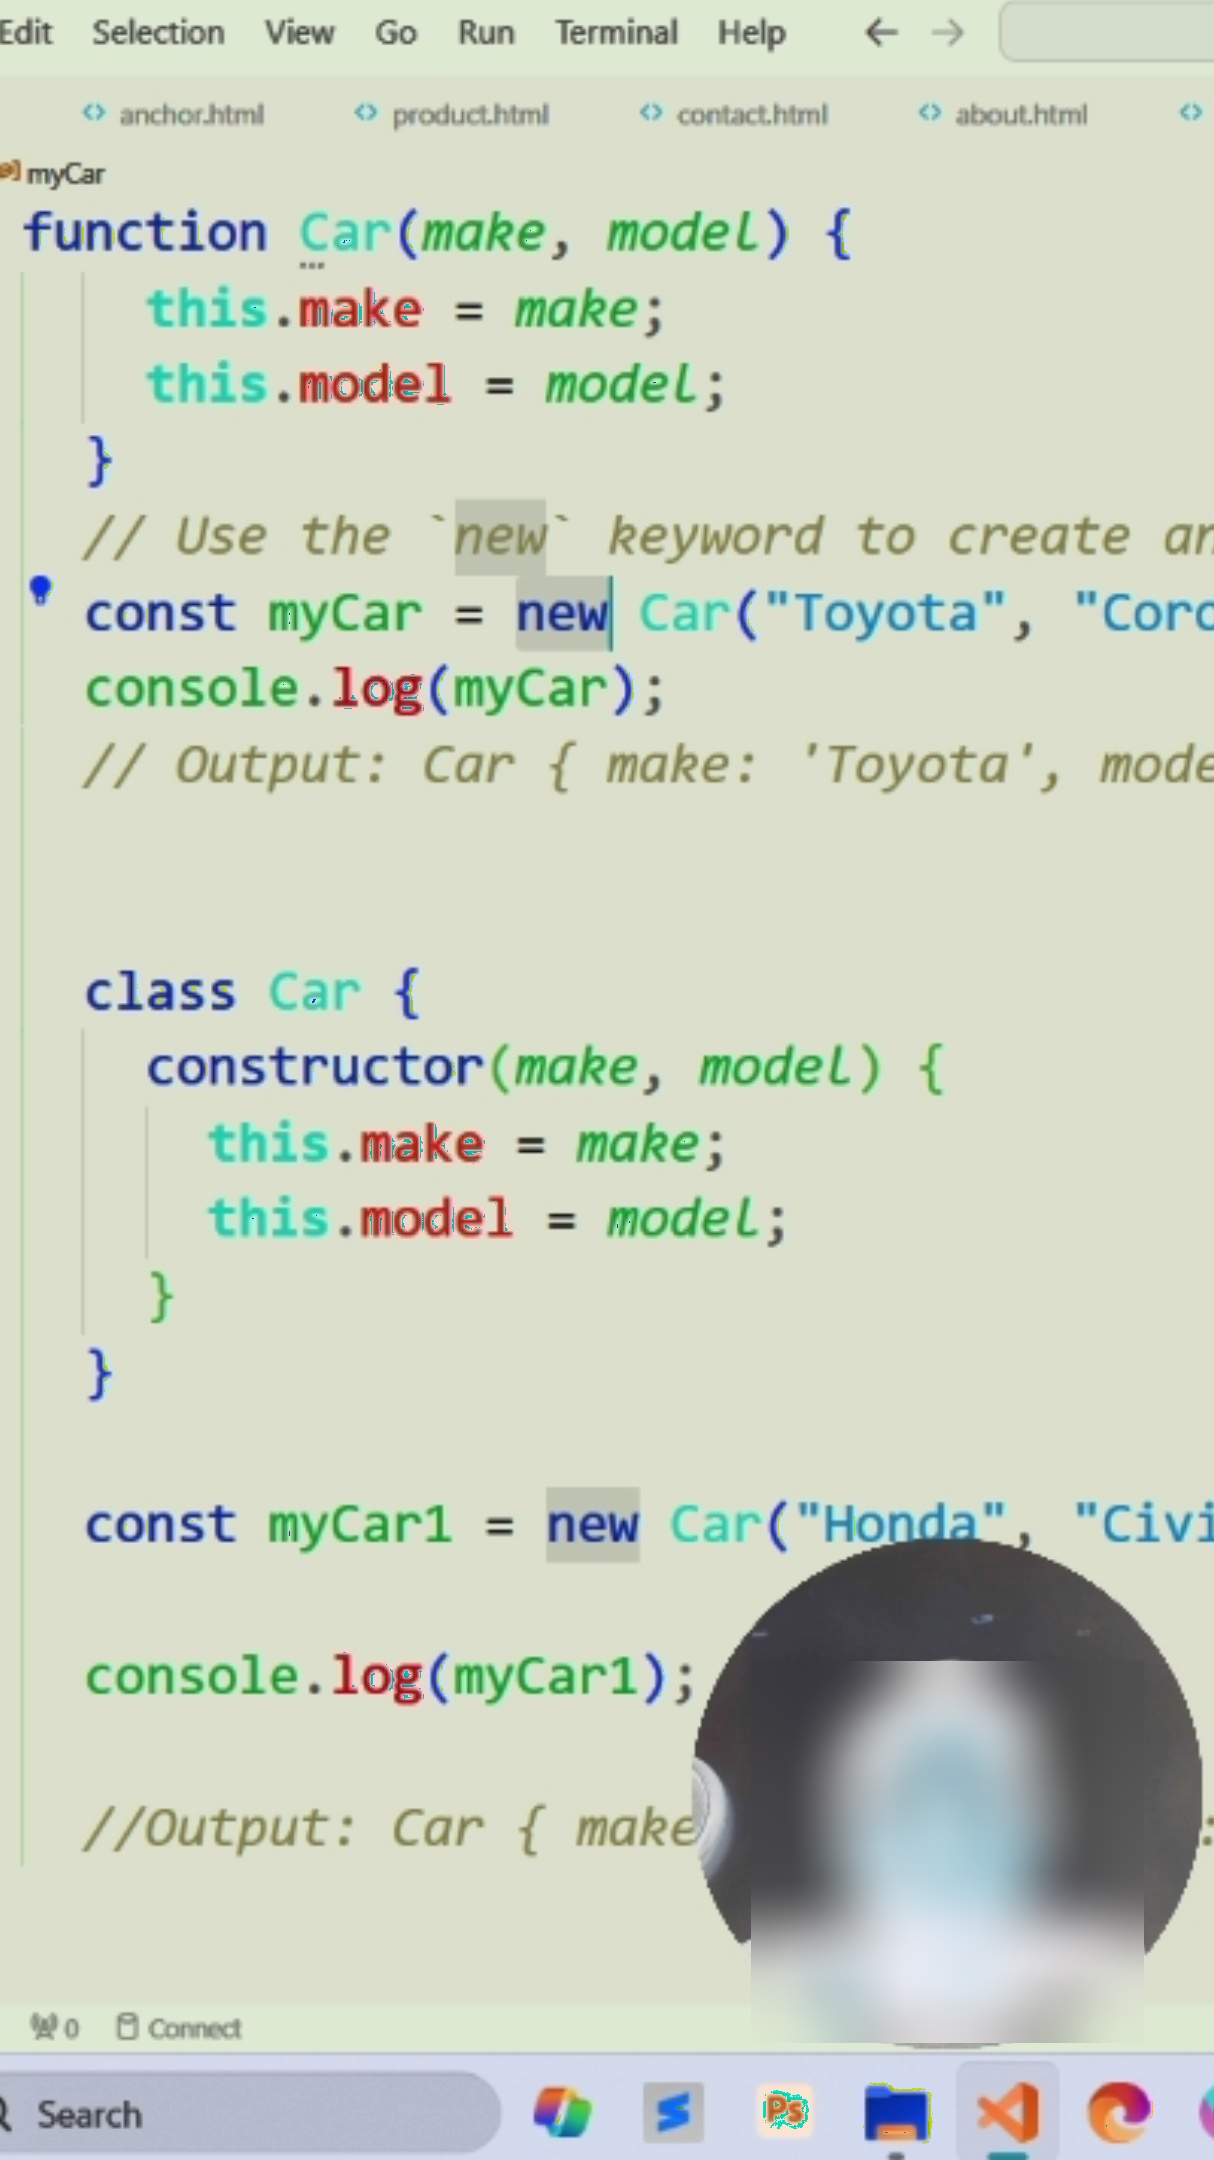 Edit Selection View Go Run Terminal Help
anchor.html product.html contact.html about.html
myCar
function Car(make, model) {
this.make = make;
this.model = model;
}
// Use the `new` keyword to create an
const myCar = new Car("Toyota", "Coro
console.log(myCar);
// Output: Car { make: 'Toyota', mode
class Car {
constructor(make, model) {
this.make = make;
this.model = model;
}
}
const myCar1 = new Car("Honda", "Civi
console.log(myCar1);
//Output: Car { make :
0 Connect
Search
Ps